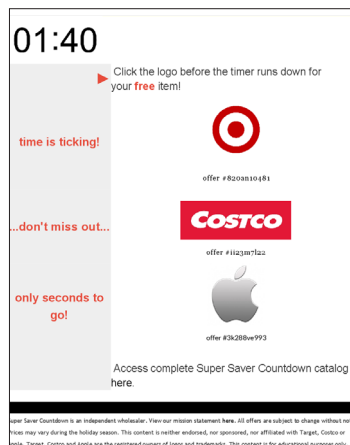 01:40
Click the logo before the timer runs down for
your free item!
time is ticking!
offer #820an10481
...don't miss out...
COSTCO
offer #1i23m7l22
only seconds to
go!
offer #3k288ve993
Access complete Super Saver Countdown catalog
here.
Super Saver Countdown is an independent wholesaler. View our mission statement here. All offers are subject to change without not
Prices may vary during the holiday season. This content is neither endorsed, nor sponsored, nor affiliated with Target, Costco or
Apple. Target, Costco and Apple are the registered owners of logos and trademarks. This content is for educational purposes only